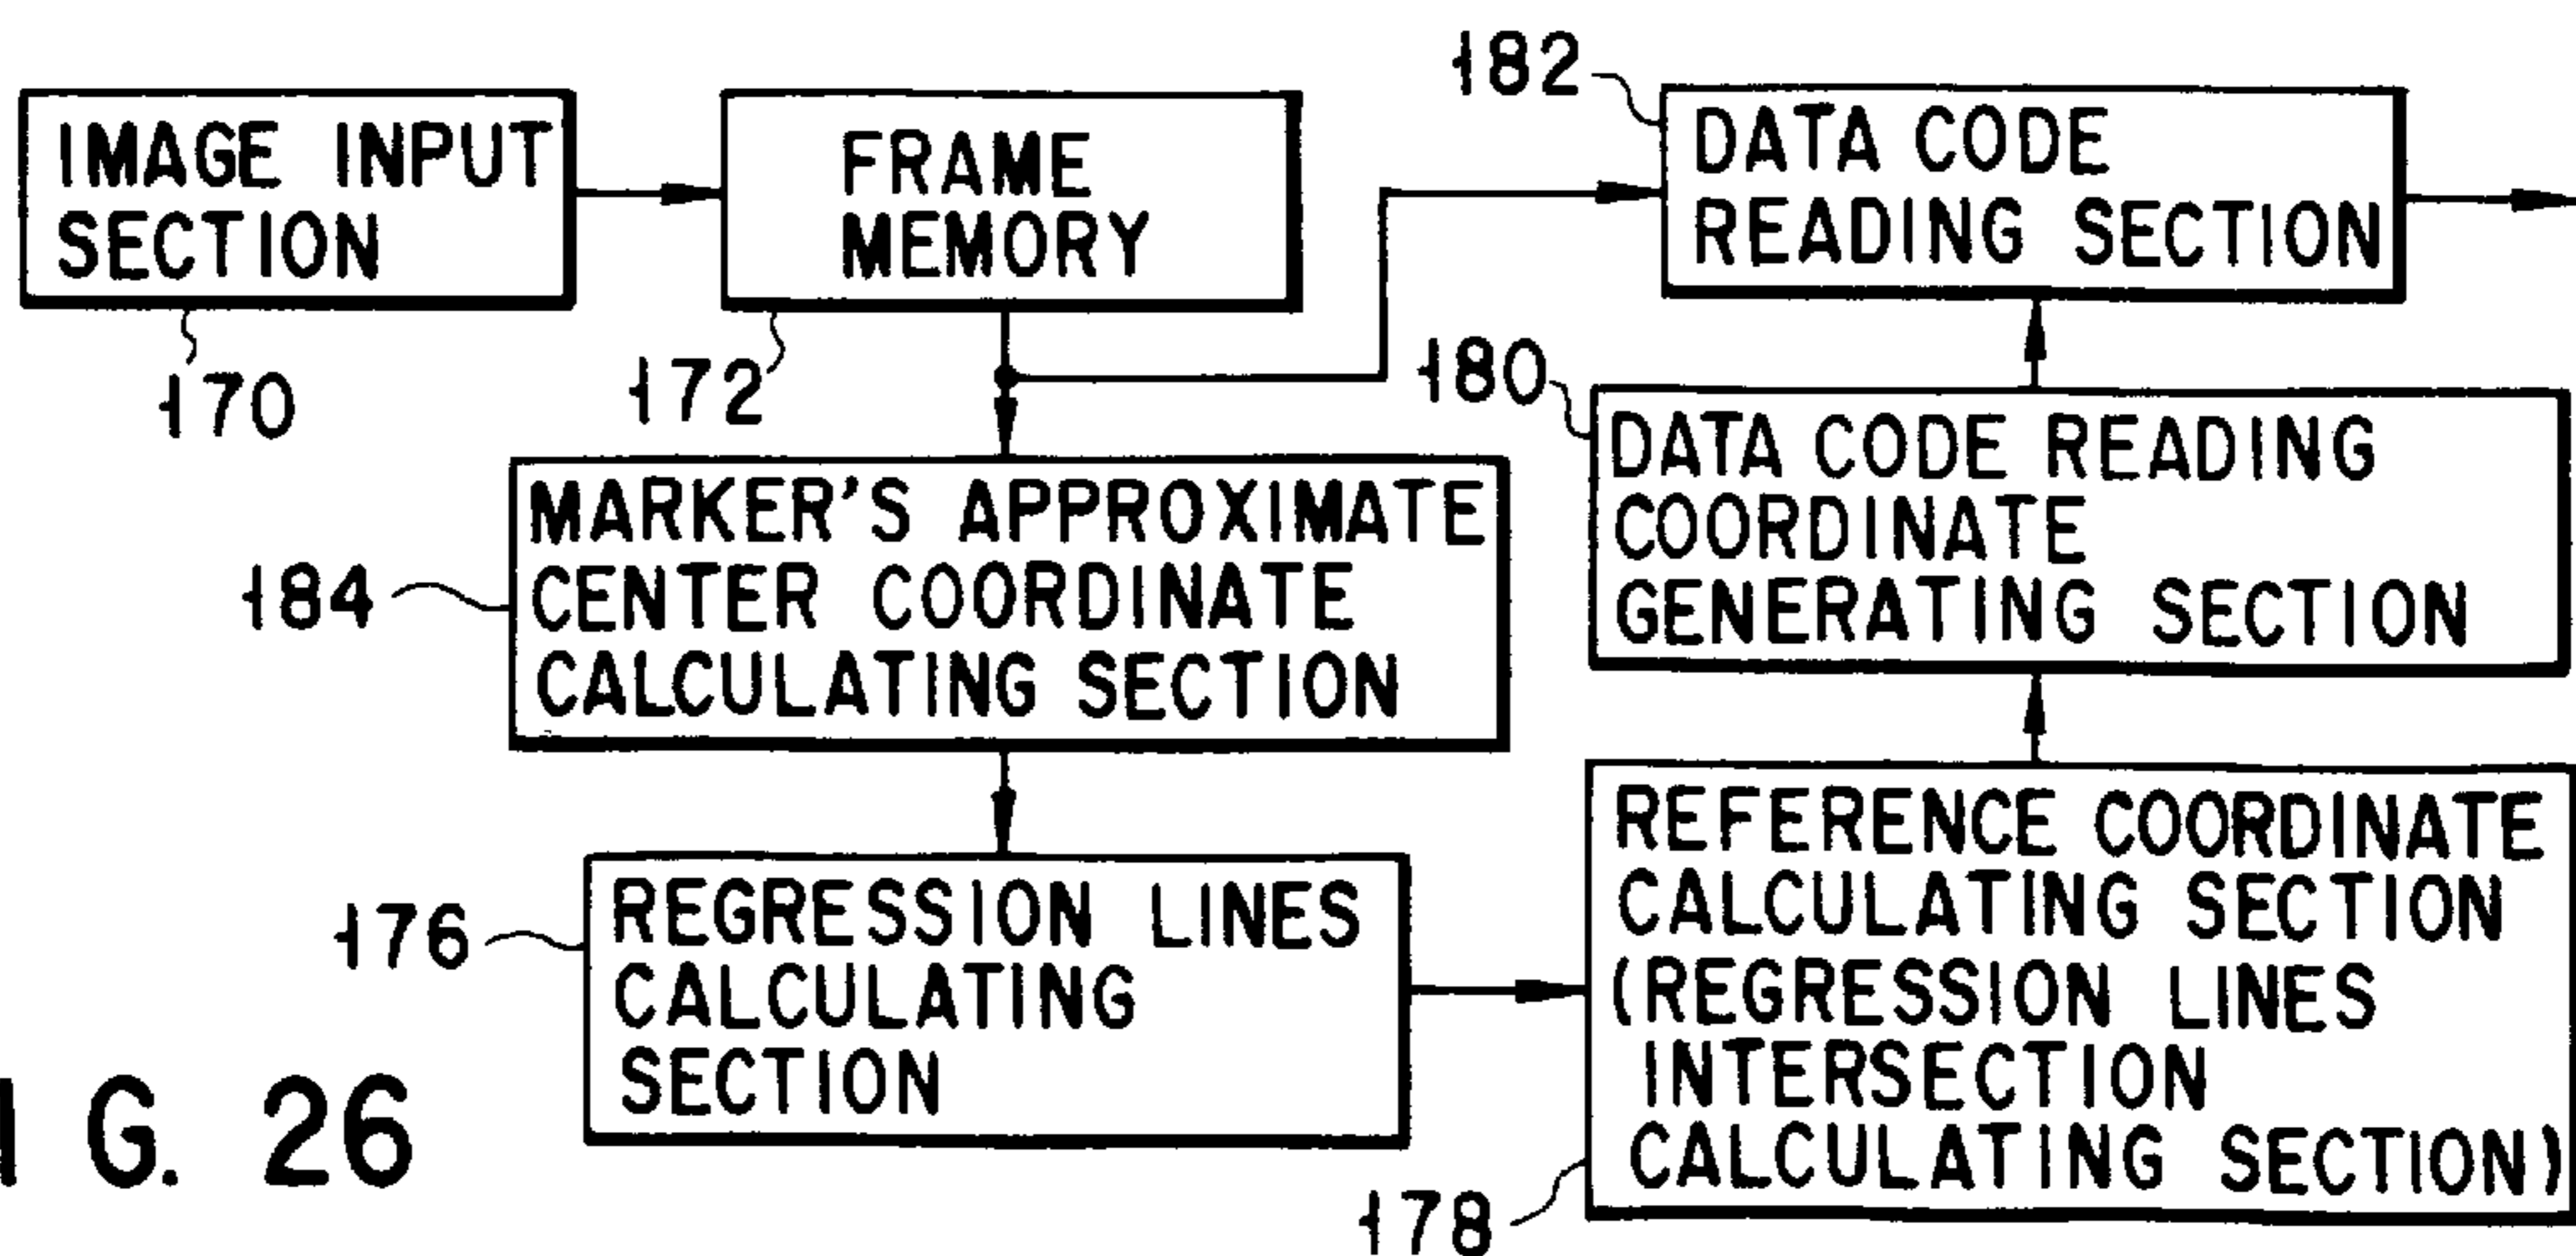 IMAGE INPUT
SECTION
170
FRAME
MEMORY
172
182
DATA CODE
READING SECTION
180
DATA CODE READING
COORDINATE
GENERATING SECTION
184
MARKER'S APPROXIMATE
CENTER COORDINATE
CALCULATING SECTION
176
REGRESSION LINES
CALCULATING
SECTION
REFERENCE COORDINATE
CALCULATING SECTION
(REGRESSION LINES
INTERSECTION
CALCULATING SECTION)
178
IG. 26